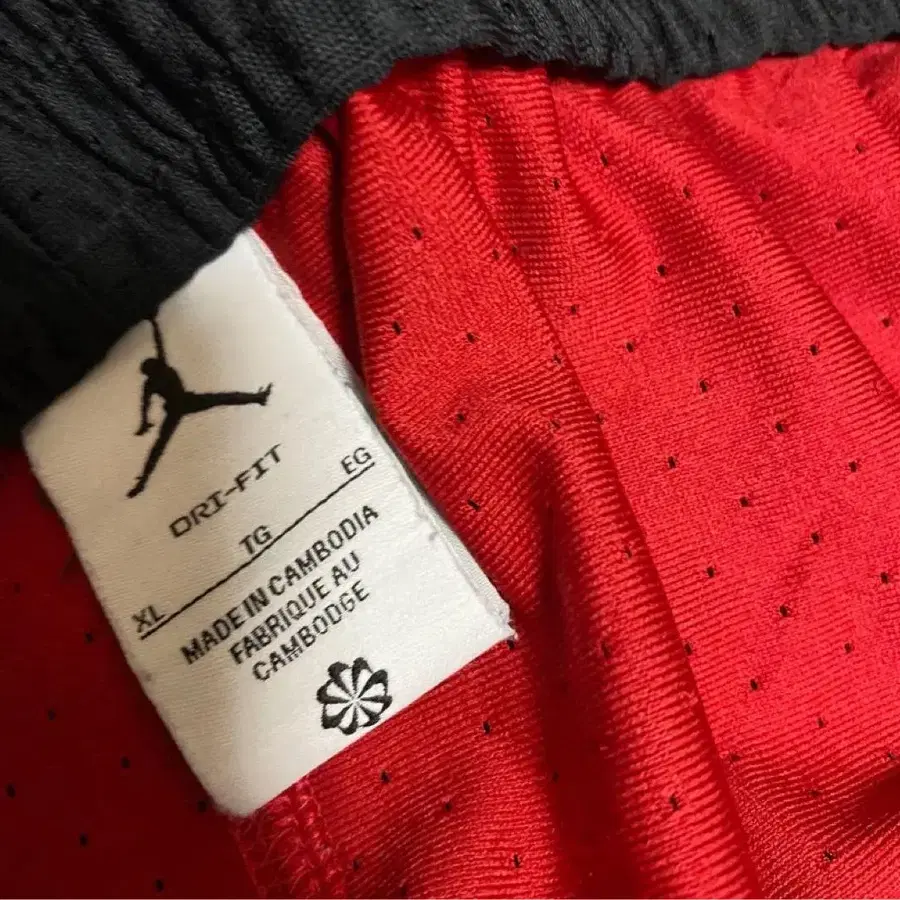 DRI-FIT
XL TG EG
MADE IN CAMBODIA
FABRIQUE AU
CAMBODGE